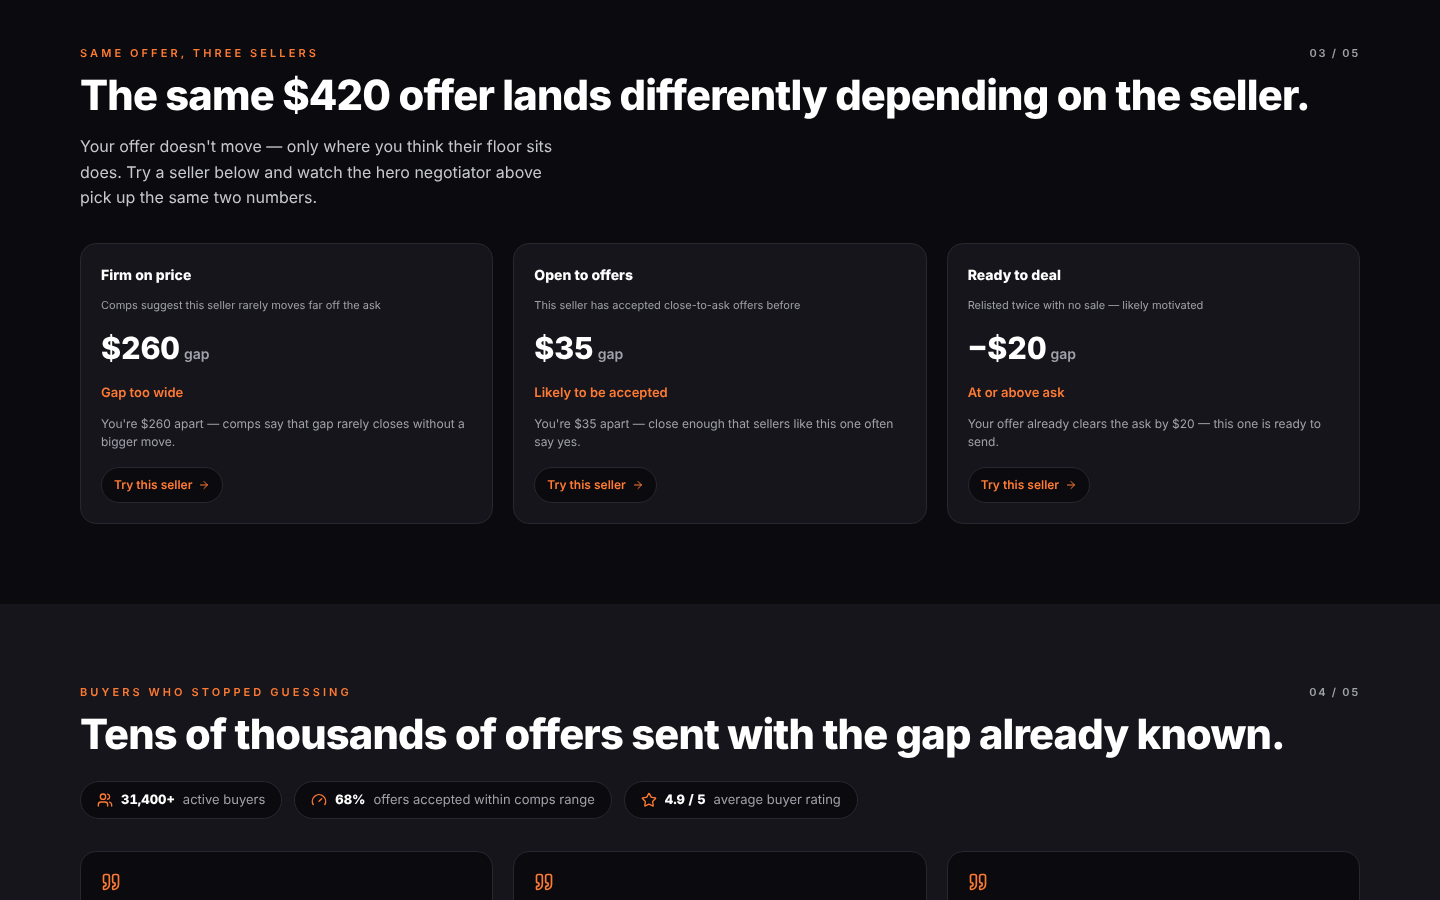 SAME OFFER, THREE SELLERS
03 / 05
The same $420 offer lands differently depending on the seller.
Your offer doesn't move — only where you think their floor sits
does. Try a seller below and watch the hero negotiator above
pick up the same two numbers.
Firm on price
Comps suggest this seller rarely moves far off the ask
$260 gap
Gap too wide
You're $260 apart — comps say that gap rarely closes without a
bigger move.
Try this seller →
Open to offers
This seller has accepted close-to-ask offers before
$35 gap
Likely to be accepted
You're $35 apart — close enough that sellers like this one often
say yes.
Try this seller →
Ready to deal
Relisted twice with no sale — likely motivated
−$20 gap
At or above ask
Your offer already clears the ask by $20 — this one is ready to
send.
Try this seller →
BUYERS WHO STOPPED GUESSING
04 / 05
Tens of thousands of offers sent with the gap already known.
31,400+ active buyers
68% offers accepted within comps range
4.9 / 5 average buyer rating